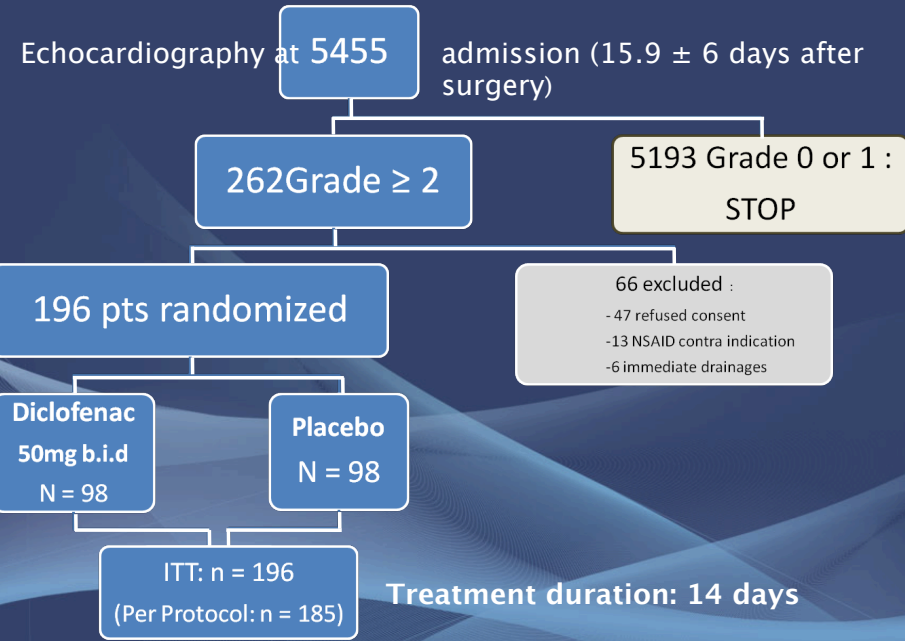 Echocardiography at 5455 admission (15.9 ± 6 days after
surgery)
262Grade ≥ 2
5193 Grade 0 or 1 :
STOP
196 pts randomized
66 excluded :
- 47 refused consent
-13 NSAID contra indication
-6 immediate drainages
Diclofenac
50mg b.i.d
N = 98
Placebo
N = 98
ITT: n = 196
(Per Protocol: n = 185)
Treatment duration: 14 days